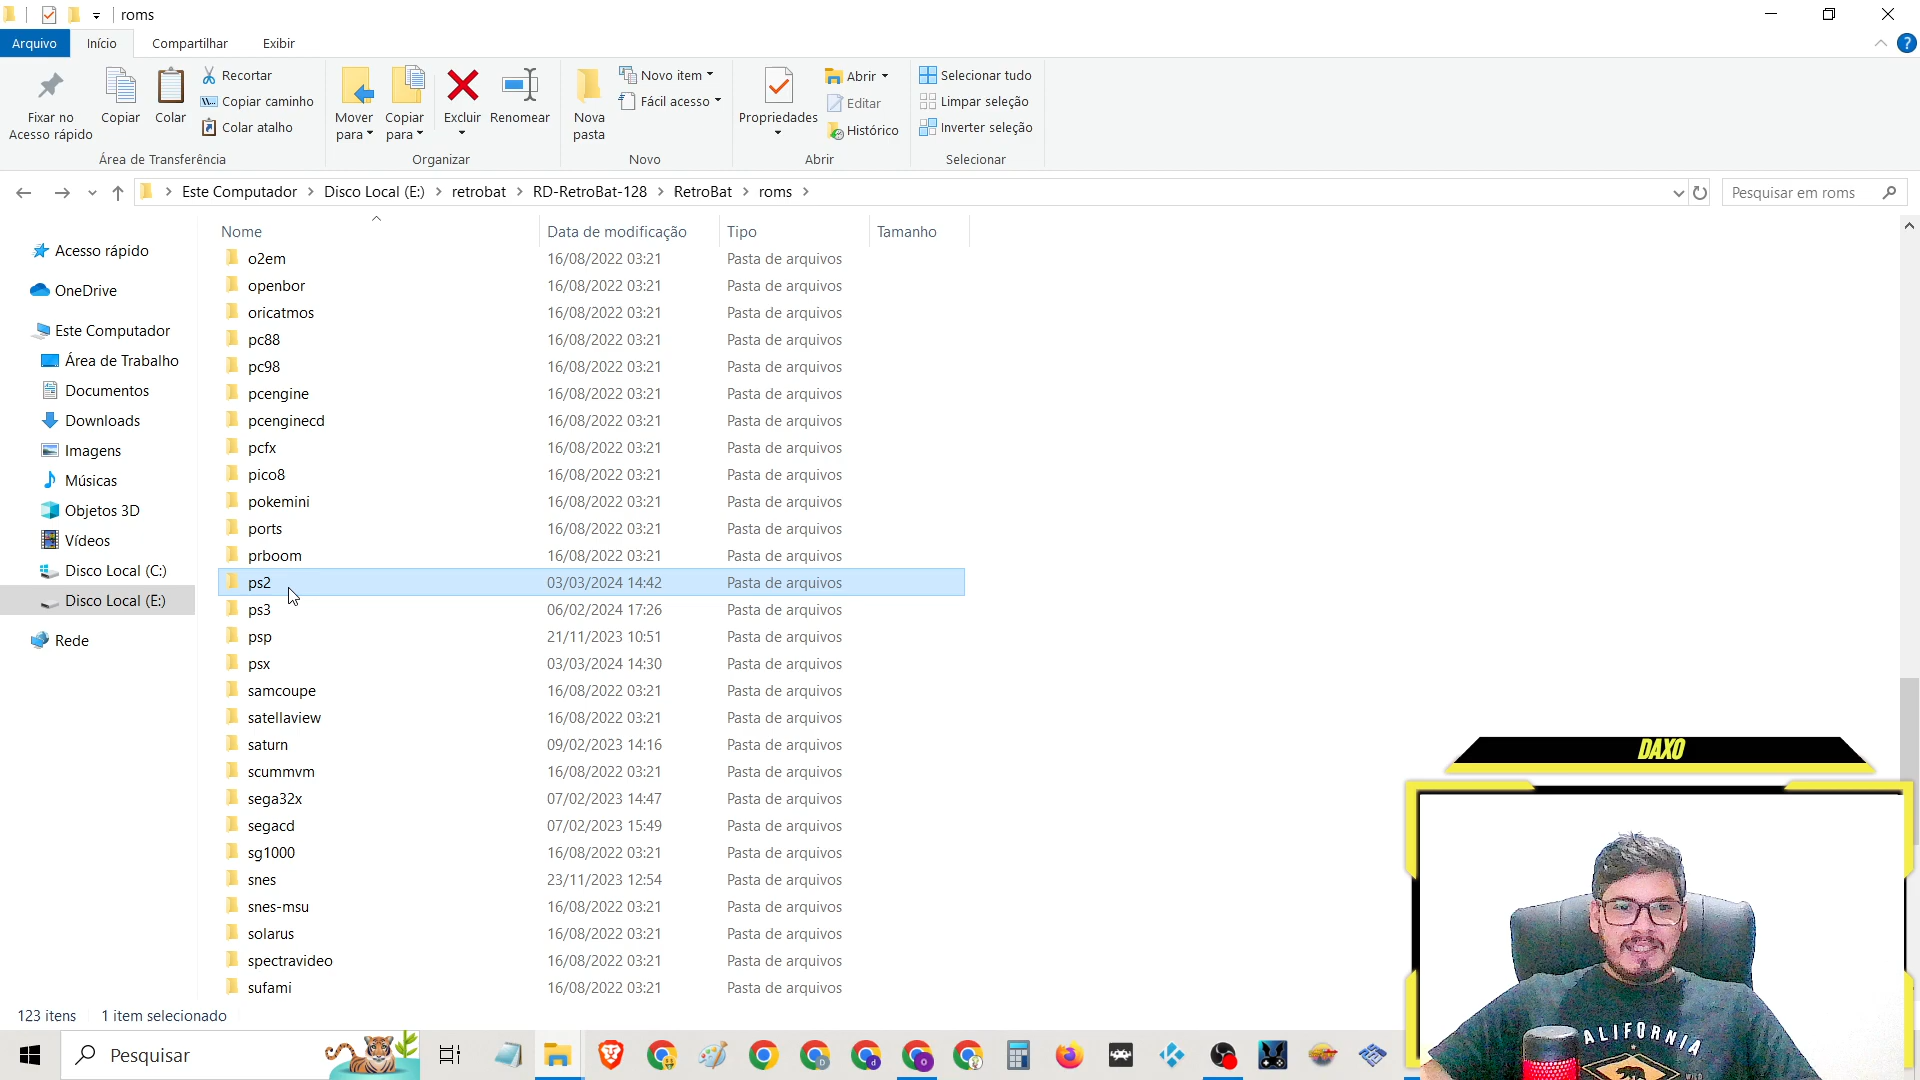 roms
Arquivo Início Compartilhar Exibir
Fixar no Acesso rápido
Copiar
Colar
Recortar
Copiar caminho
Colar atalho
Área de Transferência
Mover para
Copiar para
Excluir
Renomear
Organizar
Nova pasta
Novo item
Fácil acesso
Novo
Propriedades
Abrir
Editar
Histórico
Abrir
Selecionar tudo
Limpar seleção
Inverter seleção
Selecionar
Este Computador > Disco Local (E:) > retrobat > RD-RetroBat-128 > RetroBat > roms >
Pesquisar em roms
Acesso rápido
OneDrive
Este Computador
Área de Trabalho
Documentos
Downloads
Imagens
Músicas
Objetos 3D
Vídeos
Disco Local (C:)
Disco Local (E:)
Rede
Nome Data de modificação Tipo Tamanho
o2em 16/08/2022 03:21 Pasta de arquivos
openbor 16/08/2022 03:21 Pasta de arquivos
oricatmos 16/08/2022 03:21 Pasta de arquivos
pc88 16/08/2022 03:21 Pasta de arquivos
pc98 16/08/2022 03:21 Pasta de arquivos
pcengine 16/08/2022 03:21 Pasta de arquivos
pcenginecd 16/08/2022 03:21 Pasta de arquivos
pcfx 16/08/2022 03:21 Pasta de arquivos
pico8 16/08/2022 03:21 Pasta de arquivos
pokemini 16/08/2022 03:21 Pasta de arquivos
ports 16/08/2022 03:21 Pasta de arquivos
prboom 16/08/2022 03:21 Pasta de arquivos
ps2 03/03/2024 14:42 Pasta de arquivos
ps3 06/02/2024 17:26 Pasta de arquivos
psp 21/11/2023 10:51 Pasta de arquivos
psx 03/03/2024 14:30 Pasta de arquivos
samcoupe 16/08/2022 03:21 Pasta de arquivos
satellaview 16/08/2022 03:21 Pasta de arquivos
saturn 09/02/2023 14:16 Pasta de arquivos
scummvm 16/08/2022 03:21 Pasta de arquivos
sega32x 07/02/2023 14:47 Pasta de arquivos
segacd 07/02/2023 15:49 Pasta de arquivos
sg1000 16/08/2022 03:21 Pasta de arquivos
snes 23/11/2023 12:54 Pasta de arquivos
snes-msu 16/08/2022 03:21 Pasta de arquivos
solarus 16/08/2022 03:21 Pasta de arquivos
spectravideo 16/08/2022 03:21 Pasta de arquivos
sufami 16/08/2022 03:21 Pasta de arquivos
123 itens 1 item selecionado
Pesquisar
DAXO
ALIFORNIA